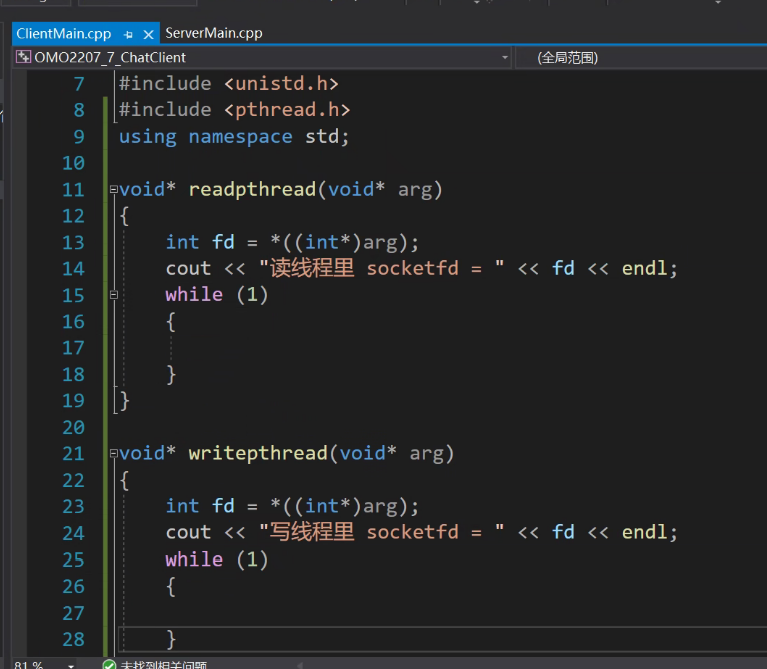 ClientMain.cpp ServerMain.cpp
OMO2207_7_ChatClient (全局范围)
7 #include <unistd.h>
8 #include <pthread.h>
9 using namespace std;
10
11 void* readpthread(void* arg)
12 {
13 int fd = *((int*)arg);
14 cout << "读线程里 socketfd = " << fd << endl;
15 while (1)
16 {
17
18 }
19 }
20
21 void* writepthread(void* arg)
22 {
23 int fd = *((int*)arg);
24 cout << "写线程里 socketfd = " << fd << endl;
25 while (1)
26 {
27
28 }
81 % 未找到相关问题